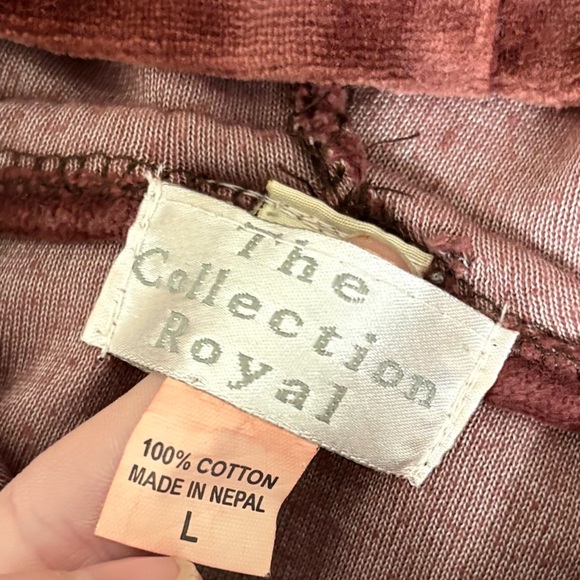 The
Collection
Royal
100% COTTON
MADE IN NEPAL
L